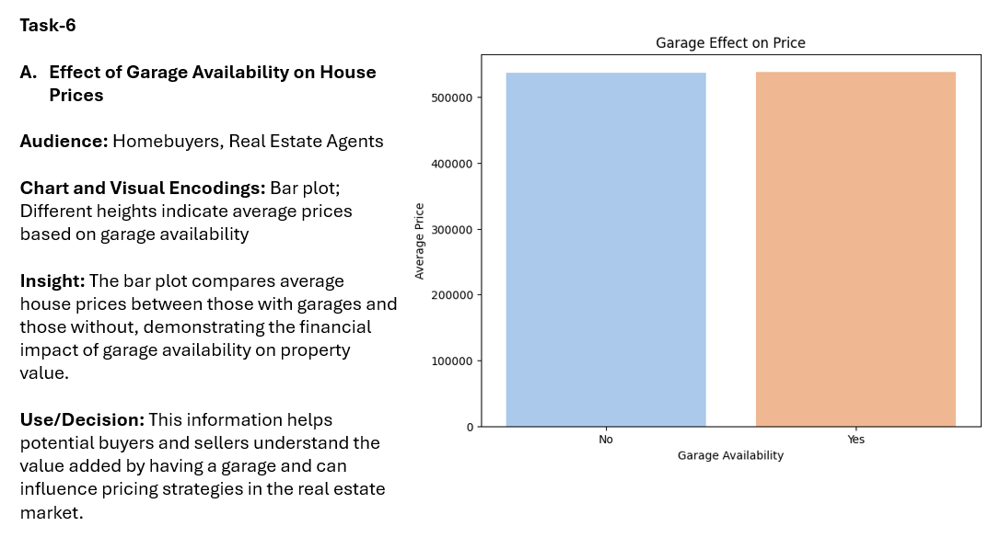 Task-6
A. Effect of Garage Availability on House
Prices
Audience: Homebuyers, Real Estate Agents
Chart and Visual Encodings: Bar plot;
Different heights indicate average prices
based on garage availability
Insight: The bar plot compares average
house prices between those with garages and
those without, demonstrating the financial
impact of garage availability on property
value.
Use/Decision: This information helps
potential buyers and sellers understand the
value added by having a garage and can
influence pricing strategies in the real estate
market.
Garage Effect on Price
Average Price
500000
400000
300000
200000
100000
0
No Yes
Garage Availability